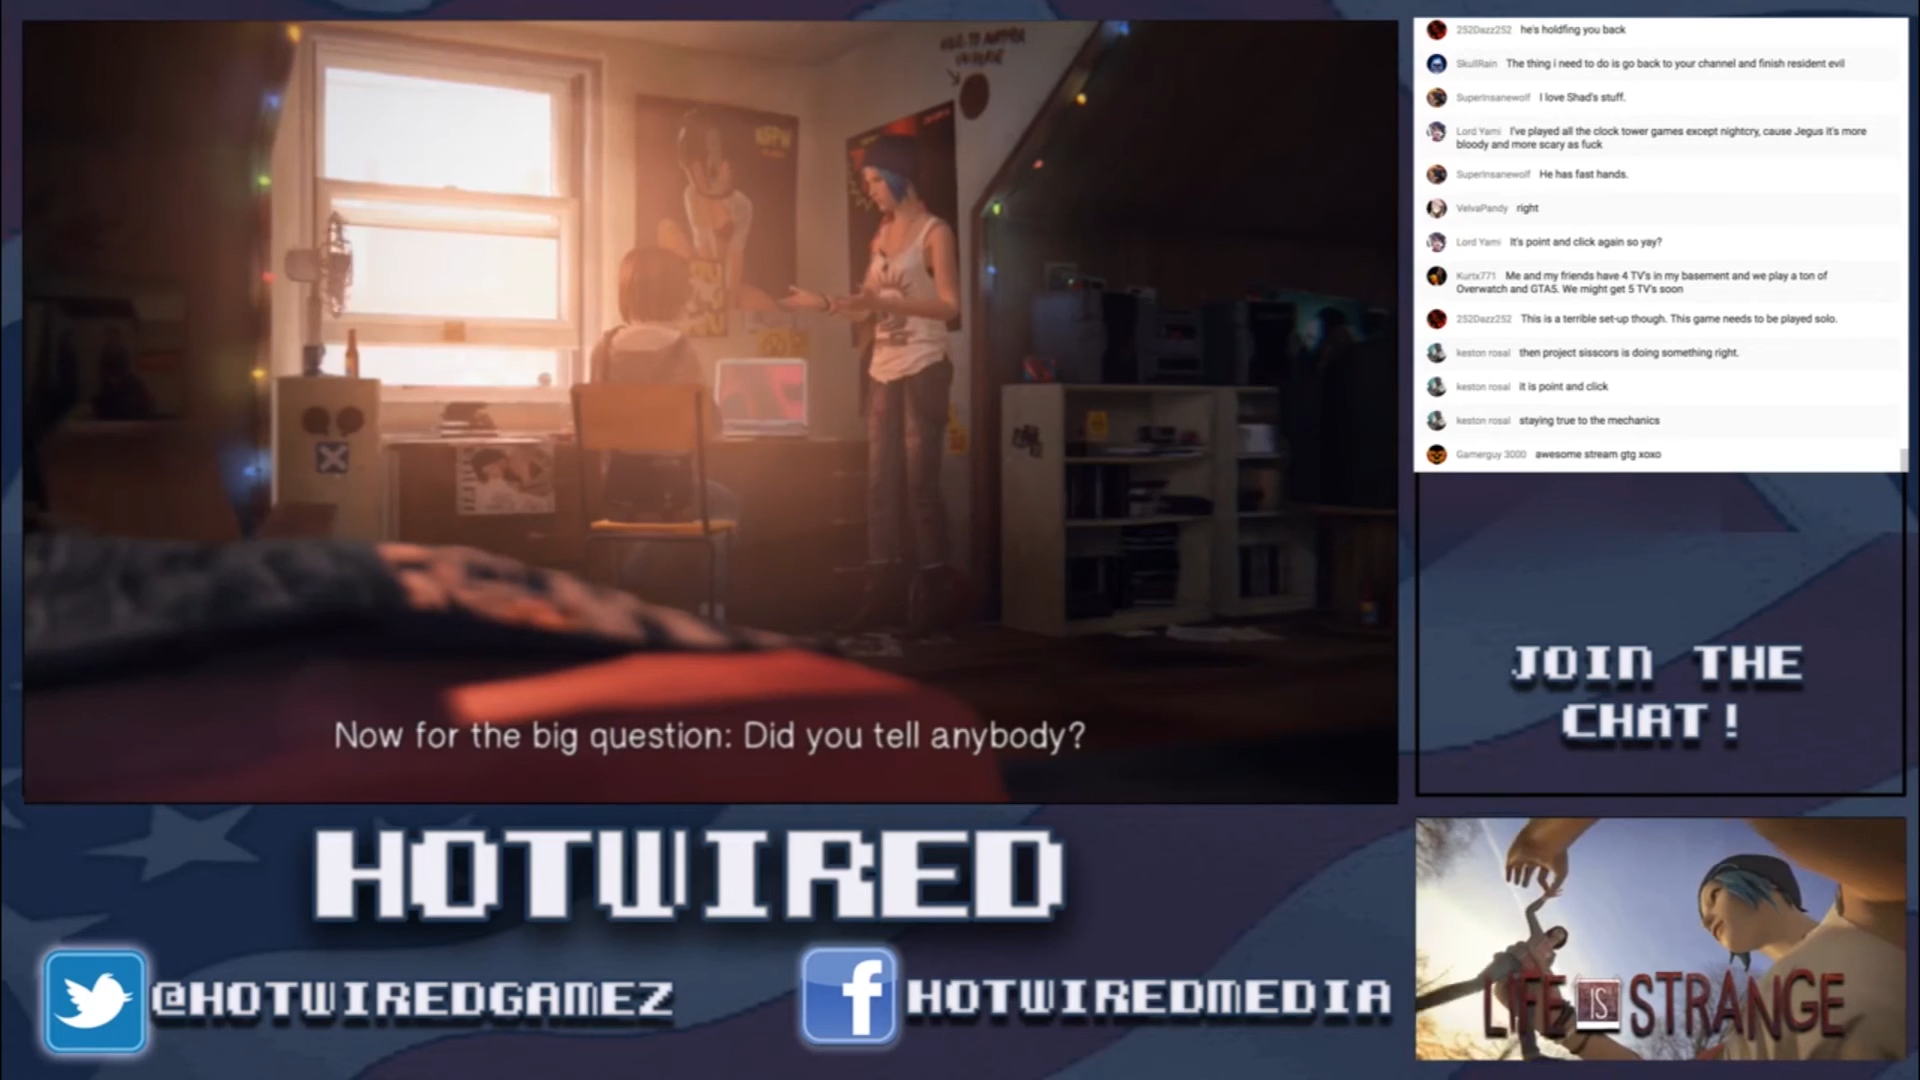 HOLE TO ANOTHER
UNIVERSE
Now for the big question: Did you tell anybody?
252Dazz252 he's holdfing you back
SkullRain The thing i need to do is go back to your channel and finish resident evil
SuperInsanewolf I love Shad's stuff.
Lord Yami I've played all the clock tower games except nightcry, cause Jegus it's more
bloody and more scary as fuck
SuperInsanewolf He has fast hands.
VelvaPandy right
Lord Yami It's point and click again so yay?
Kurtx771 Me and my friends have 4 TV's in my basement and we play a ton of
Overwatch and GTA5. We might get 5 TV's soon
252Dazz252 This is a terrible set-up though. This game needs to be played solo.
keston rosal then project sisscors is doing something right.
keston rosal it is point and click
keston rosal staying true to the mechanics
Gamerguy 3000 awesome stream gtg xoxo
JOIN THE
CHAT!
HOTWIRED
@HOTWIREDGAMEZ
HOTWIREDMEDIA
LIFE IS STRANGE